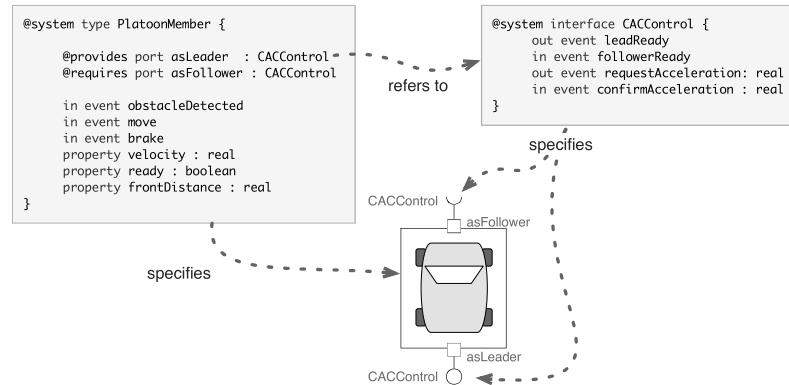 @system type PlatoonMember {
@provides port asLeader : CACControl
@requires port asFollower : CACControl
in event obstacleDetected
in event move
in event brake
property velocity : real
property ready : boolean
property frontDistance : real
}
refers to
@system interface CACControl {
out event leadReady
in event followerReady
out event requestAcceleration: real
in event confirmAcceleration : real
}
specifies
CACControl
asFollower
specifies
asLeader
CACControl